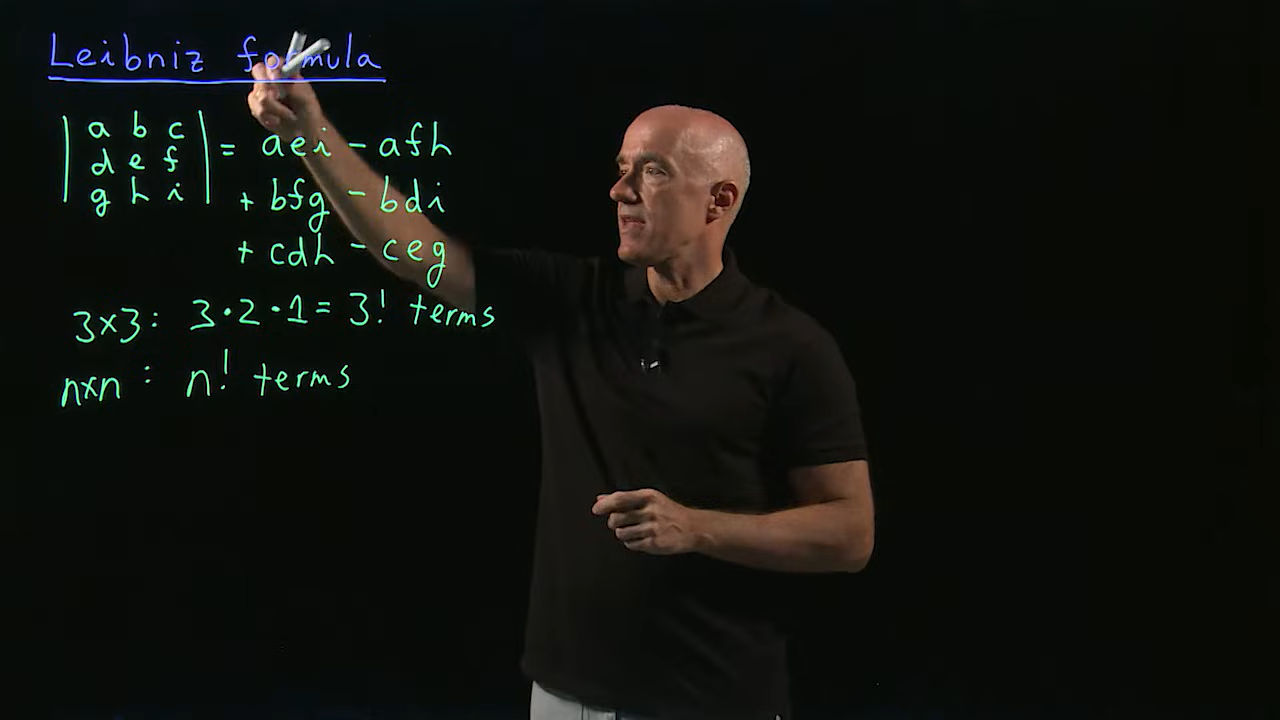 Leibniz formula
| a b c |
| d e f | = aei - afh
| g h i | + bfg - bdi
+ cdh - ceg
3×3: 3·2·1 = 3! terms
n×n: n! terms